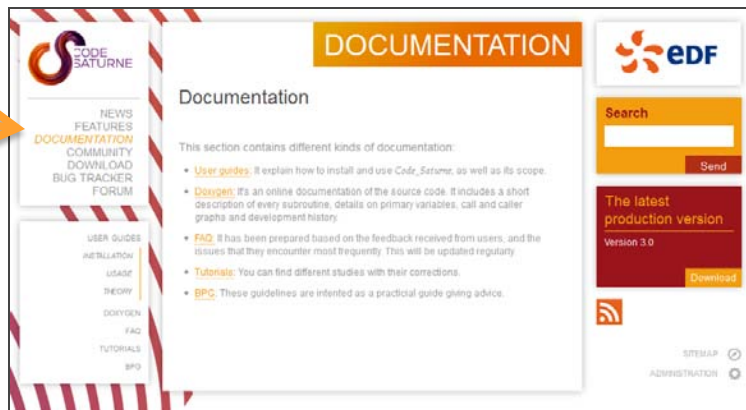 CODE
SATURNE
NEWS
FEATURES
DOCUMENTATION
COMMUNITY
DOWNLOAD
BUG TRACKER
FORUM
USER GUIDES
INSTALLATION
USAGE
THEORY
DOXYGEN
FAQ
TUTORIALS
BPG
DOCUMENTATION
Documentation
This section contains different kinds of documentation:
• User guides: It explain how to install and use Code_Saturne, as well as its scope.
• Doxygen: It's an online documentation of the source code. It includes a short
description of every subroutine, details on primary variables, call and caller
graphs and development history.
• FAQ: It has been prepared based on the feedback received from users, and the
issues that they encounter most frequently. This will be updated regularly.
• Tutorials: You can find different studies with their corrections.
• BPG: These guidelines are intented as a practicial guide giving advice.
edf
Search
Send
The latest
production version
Version 3.0
Download
SITEMAP
ADMINISTRATION